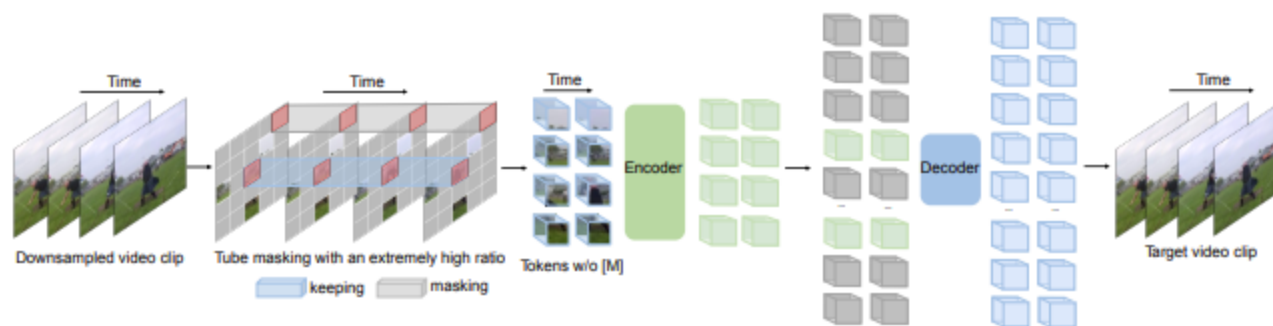 Time
Time
Time
Time
Encoder
Decoder
Downsampled video clip
Tube masking with an extremely high ratio
Tokens w/o [M]
Target video clip
keeping
masking